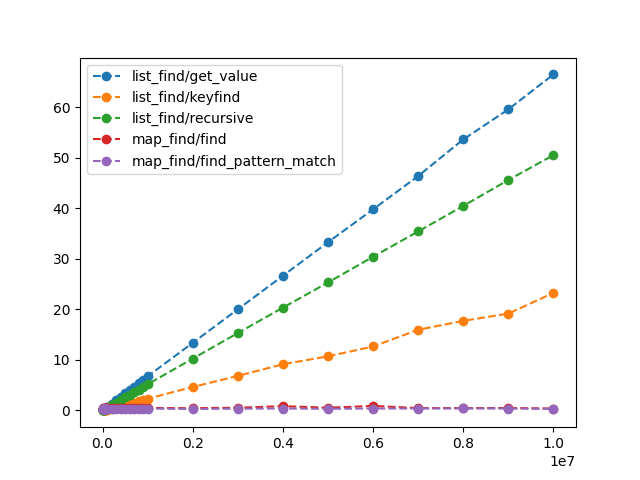 list_find/get_value
list_find/keyfind
list_find/recursive
map_find/find
map_find/find_pattern_match
60
50
40
30
20
10
0
0.0 0.2 0.4 0.6 0.8 1.0
1e7